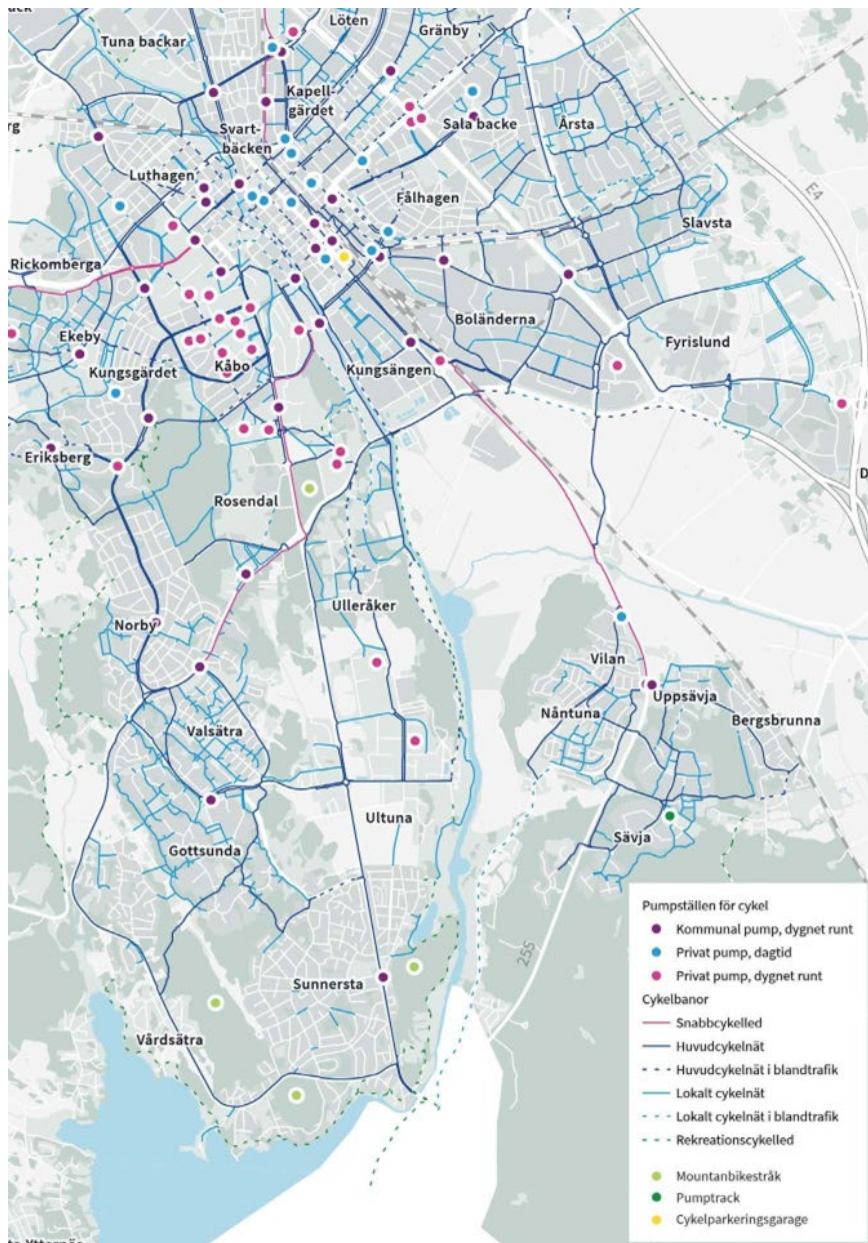 Löten
Gränby
Tuna backar
Kapell-
gärdet
Svart-
bäcken
Sala backe
Årsta
Luthagen
Fålhagen
Slavsta
E4
Rickomberga
Boländerna
Fyrislund
Ekeby
Kungsgärdet
Kåbo
Kungsängen
Eriksberg
D
Rosendal
Ulleråker
Norby
Vilan
Uppsävja
Nåntuna
Bergsbrunna
Valsätra
Ultuna
Sävja
Gottsunda
255
Sunnersta
Vårdsätra
Pumpställen för cykel
Kommunal pump, dygnet runt
Privat pump, dagtid
Privat pump, dygnet runt
Cykelbanor
Snabbcykelled
Huvudcykelnät
Huvudcykelnät i blandtrafik
Lokalt cykelnät
Lokalt cykelnät i blandtrafik
Rekreationscykelled
Mountanbikestråk
Pumptrack
Cykelparkeringsgarage